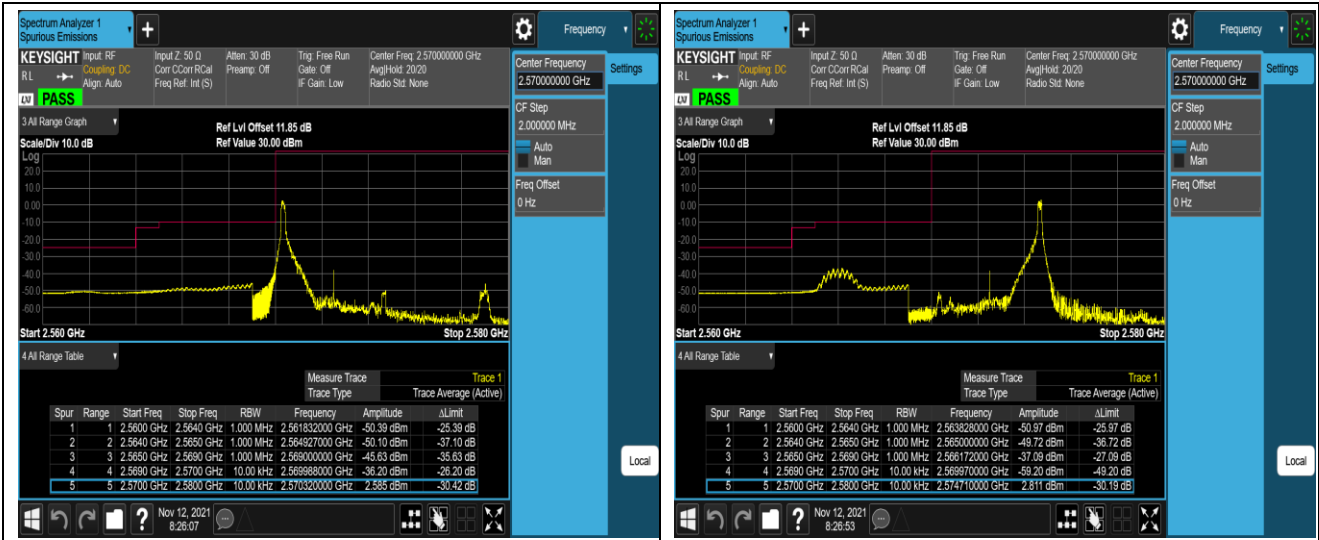 Spectrum Analyzer 1
Spurious Emissions
+
Frequency
KEYSIGHT Input: RF Input Z: 50 Ω Atten: 30 dB Trig: Free Run Center Freq: 2.570000000 GHz
RL Coupling: DC Corr CCorr RCal Preamp: Off Gate: Off Avg|Hold: 20/20
Align: Auto Freq Ref: Int (S) IF Gain: Low Radio Std: None
LXI PASS
Center Frequency
2.570000000 GHz
Settings
CF Step
2.000000 MHz
Auto
Man
Freq Offset
0 Hz
3 All Range Graph
Ref Lvl Offset 11.85 dB
Scale/Div 10.0 dB Ref Value 30.00 dBm
Log
20.0
10.0
0.00
-10.0
-20.0
-30.0
-40.0
-50.0
-60.0
Start 2.560 GHz Stop 2.580 GHz
4 All Range Table
Measure Trace Trace 1
Trace Type Trace Average (Active)
Spur Range Start Freq Stop Freq RBW Frequency Amplitude ΔLimit
1 1 2.5600 GHz 2.5640 GHz 1.000 MHz 2.561832000 GHz -50.39 dBm -25.39 dB
2 2 2.5640 GHz 2.5650 GHz 1.000 MHz 2.564927000 GHz -50.10 dBm -37.10 dB
3 3 2.5650 GHz 2.5690 GHz 1.000 MHz 2.569000000 GHz -45.63 dBm -35.63 dB
4 4 2.5690 GHz 2.5700 GHz 10.00 kHz 2.569988000 GHz -36.20 dBm -26.20 dB
5 5 2.5700 GHz 2.5800 GHz 10.00 kHz 2.570320000 GHz 2.585 dBm -30.42 dB
Local
?
Nov 12, 2021
8:26:07
Spectrum Analyzer 1
Spurious Emissions
+
Frequency
KEYSIGHT Input: RF Input Z: 50 Ω Atten: 30 dB Trig: Free Run Center Freq: 2.570000000 GHz
RL Coupling: DC Corr CCorr RCal Preamp: Off Gate: Off Avg|Hold: 20/20
Align: Auto Freq Ref: Int (S) IF Gain: Low Radio Std: None
LXI PASS
Center Frequency
2.570000000 GHz
Settings
CF Step
2.000000 MHz
Auto
Man
Freq Offset
0 Hz
3 All Range Graph
Ref Lvl Offset 11.85 dB
Scale/Div 10.0 dB Ref Value 30.00 dBm
Log
20.0
10.0
0.00
-10.0
-20.0
-30.0
-40.0
-50.0
-60.0
Start 2.560 GHz Stop 2.580 GHz
4 All Range Table
Measure Trace Trace 1
Trace Type Trace Average (Active)
Spur Range Start Freq Stop Freq RBW Frequency Amplitude ΔLimit
1 1 2.5600 GHz 2.5640 GHz 1.000 MHz 2.563828000 GHz -50.97 dBm -25.97 dB
2 2 2.5640 GHz 2.5650 GHz 1.000 MHz 2.565000000 GHz -49.72 dBm -36.72 dB
3 3 2.5650 GHz 2.5690 GHz 1.000 MHz 2.566172000 GHz -37.09 dBm -27.09 dB
4 4 2.5690 GHz 2.5700 GHz 10.00 kHz 2.569970000 GHz -59.20 dBm -49.20 dB
5 5 2.5700 GHz 2.5800 GHz 10.00 kHz 2.574710000 GHz 2.811 dBm -30.19 dB
Local
?
Nov 12, 2021
8:26:53